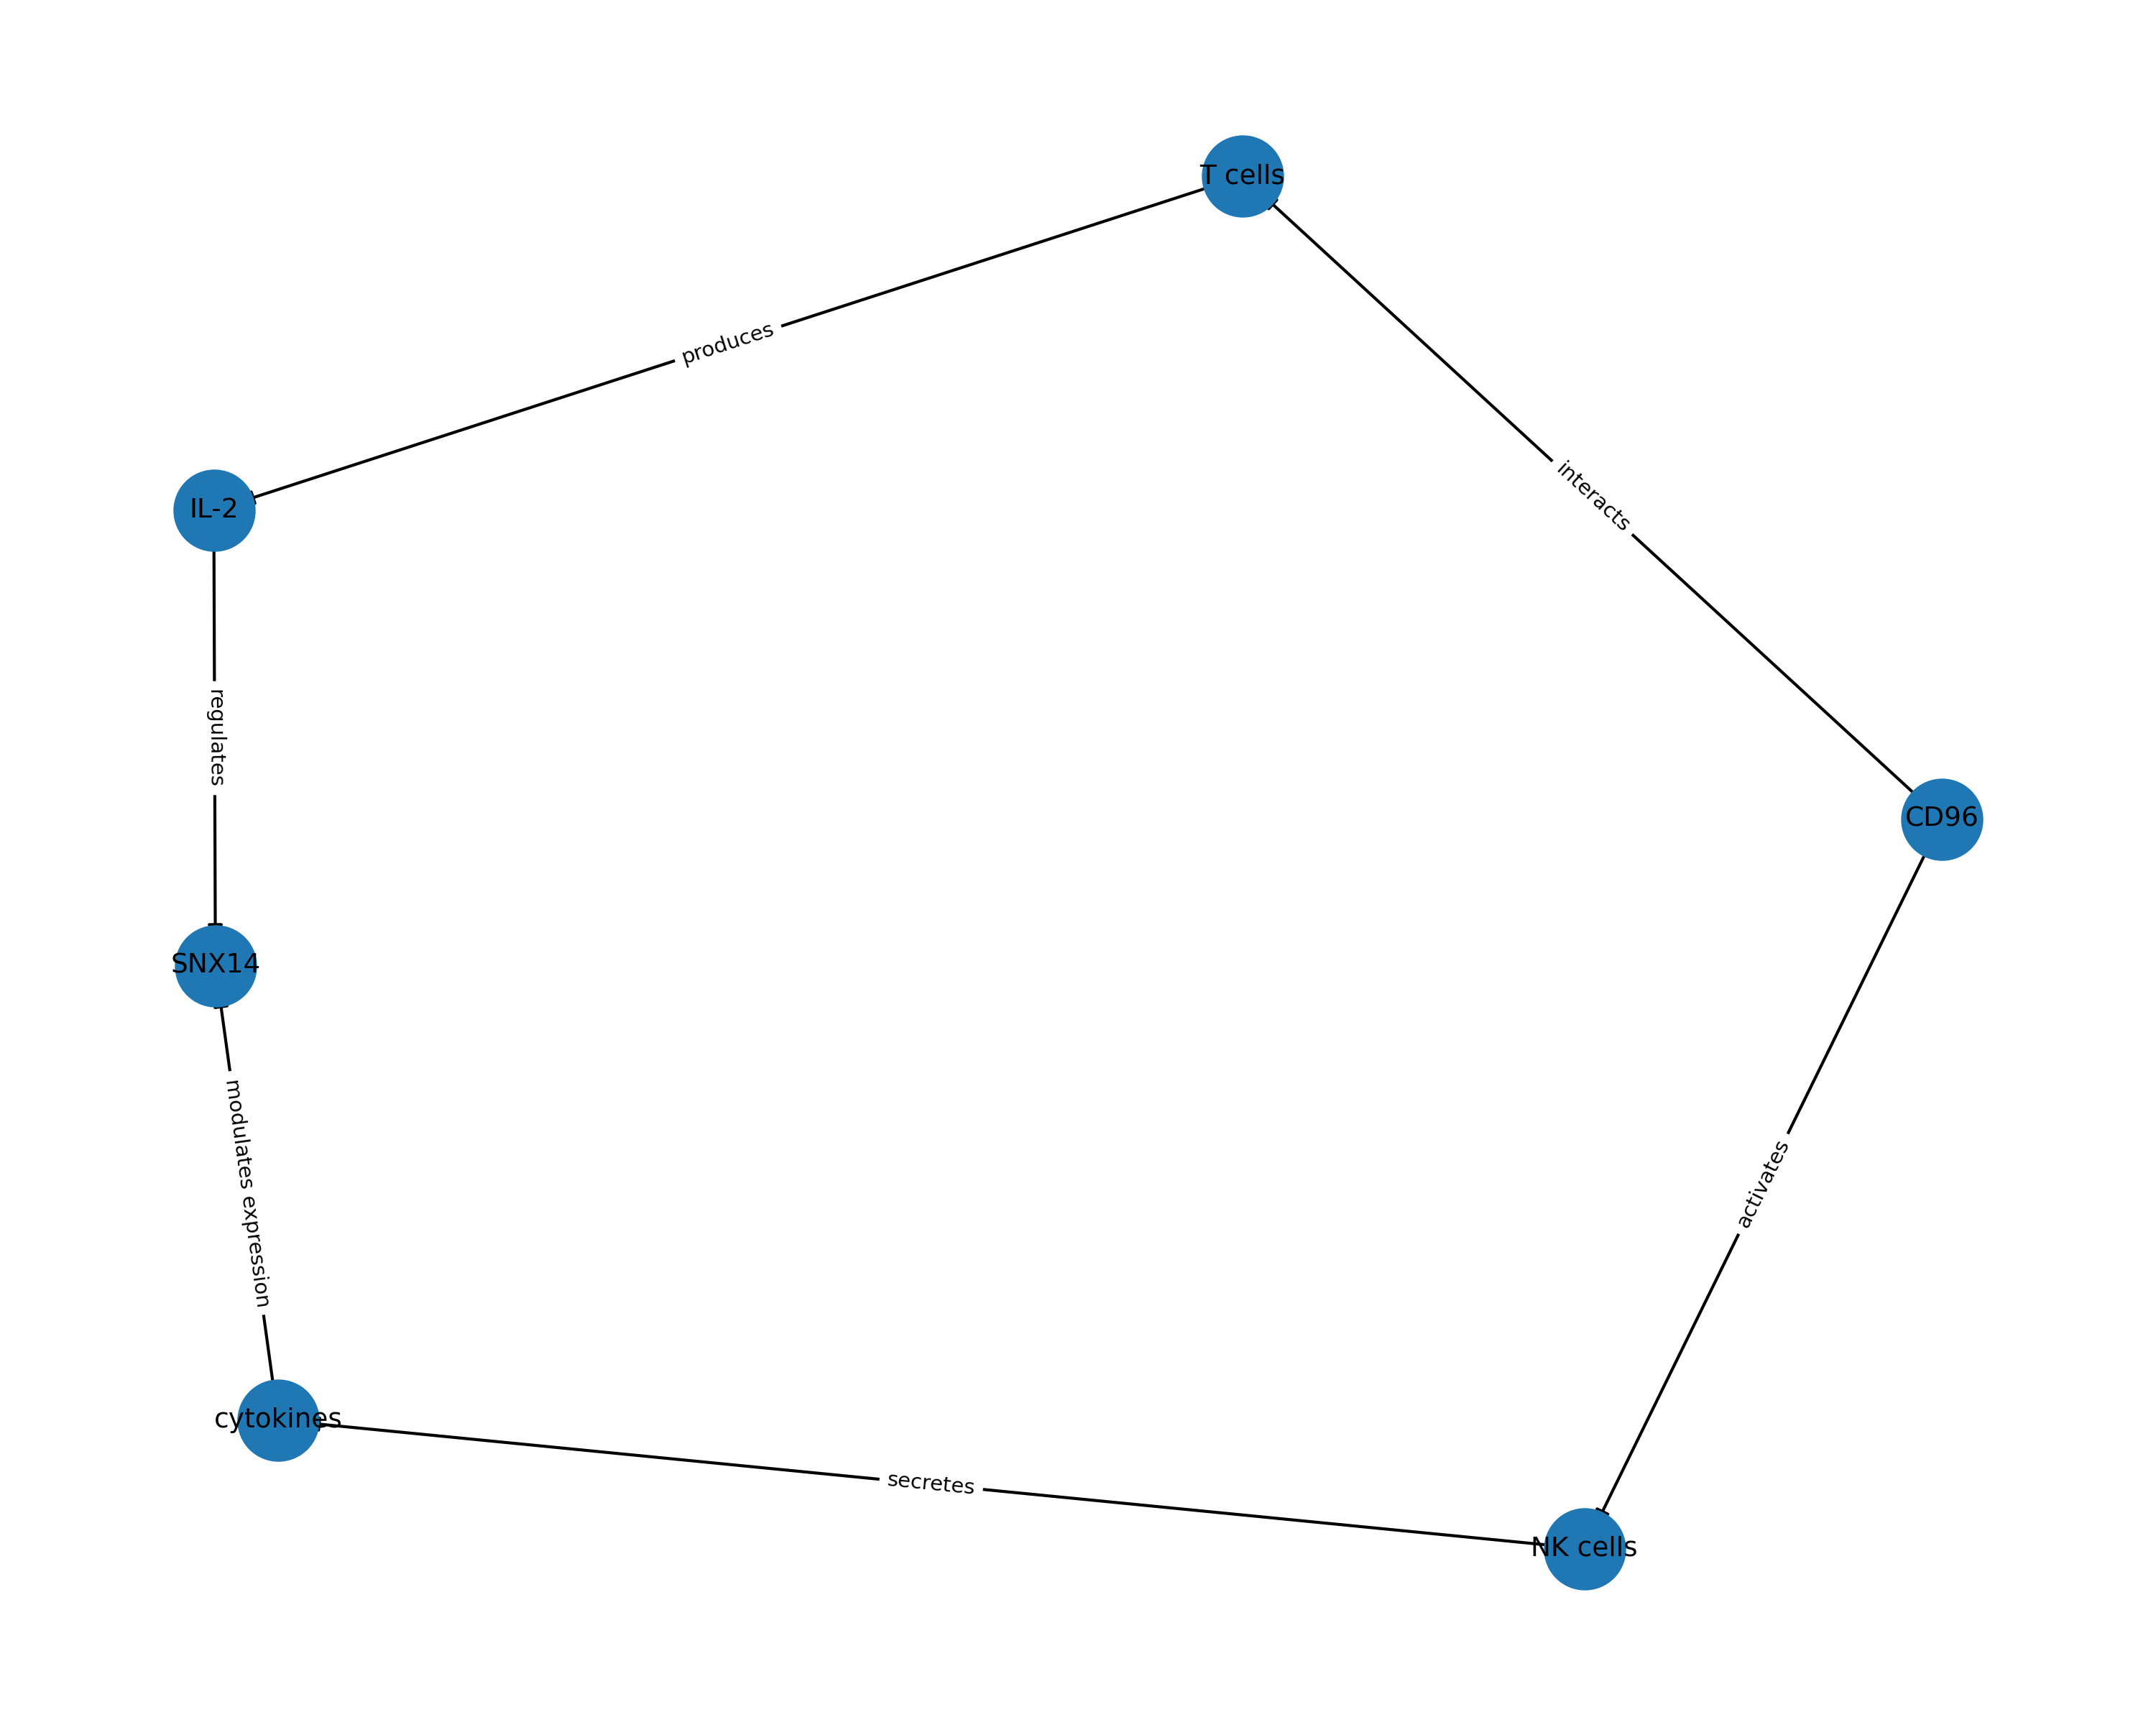 T cells
produces
interacts
IL-2
regulates
CD96
SNX14
modulates expression
activates
cytokines
secretes
NK cells